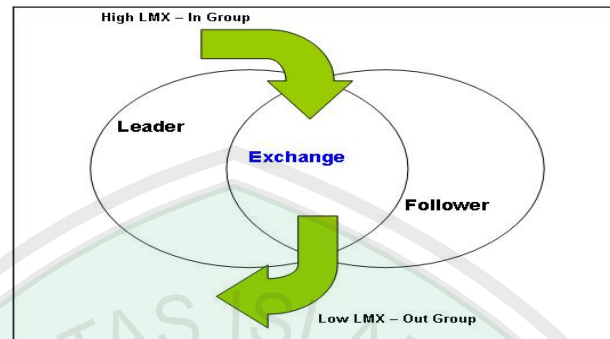 High LMX – In Group
Leader
Exchange
Follower
Low LMX – Out Group